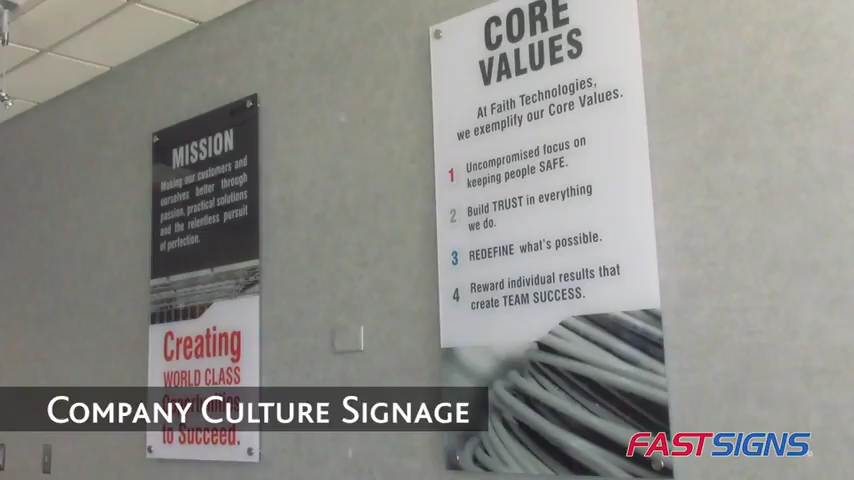 MISSION
Making our customers and
ourselves better through
passion, practical solutions
and the relentless pursuit
of perfection.
Creating
WORLD CLASS
Opportunities
to Succeed.
CORE
VALUES
At Faith Technologies,
we exemplify our Core Values.
1 Uncompromised focus on
keeping people SAFE.
2 Build TRUST in everything
we do.
3 REDEFINE what's possible.
4 Reward individual results that
create TEAM SUCCESS.
COMPANY CULTURE SIGNAGE
FASTSIGNS